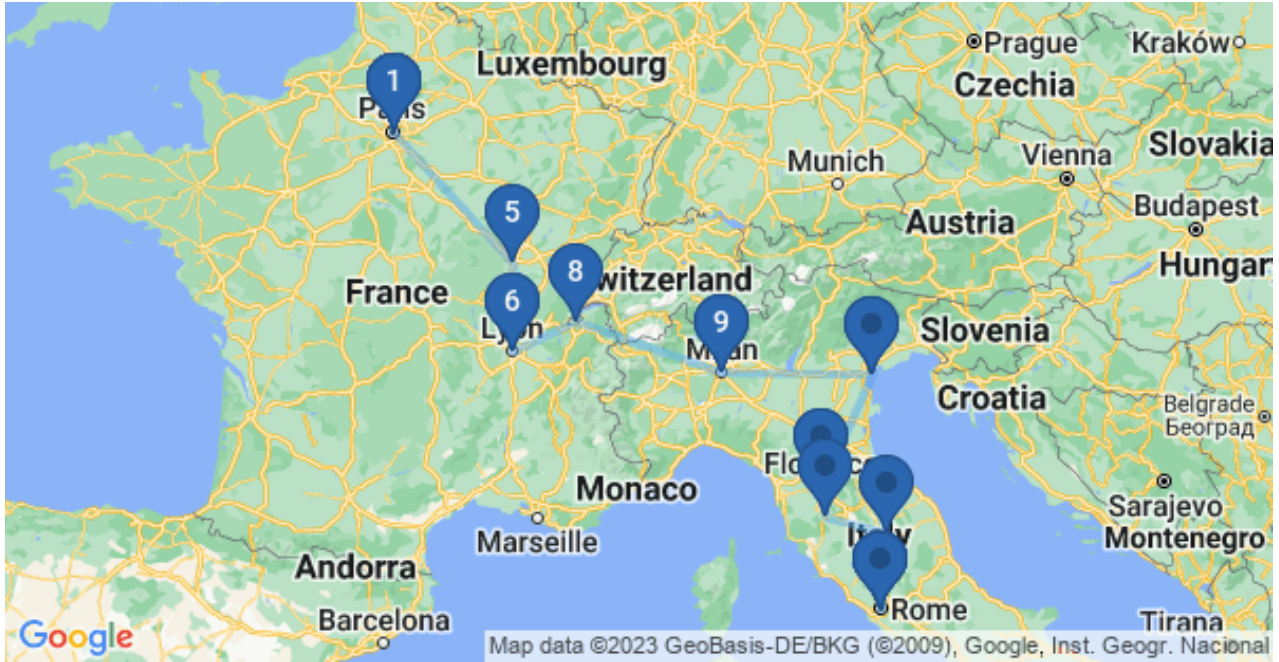 Prague
Kraków
Luxembourg
Czechia
1
Paris
Slovakia
Munich
Vienna
Budapest
5
Austria
Hungary
8
Switzerland
France
6
9
Lyon
Milan
Slovenia
Croatia
Belgrade
Београд
Florence
Monaco
Sarajevo
Marseille
Italy
Montenegro
Andorra
Barcelona
Rome
Tirana
Google
Map data ©2023 GeoBasis-DE/BKG (©2009), Google, Inst. Geogr. Nacional